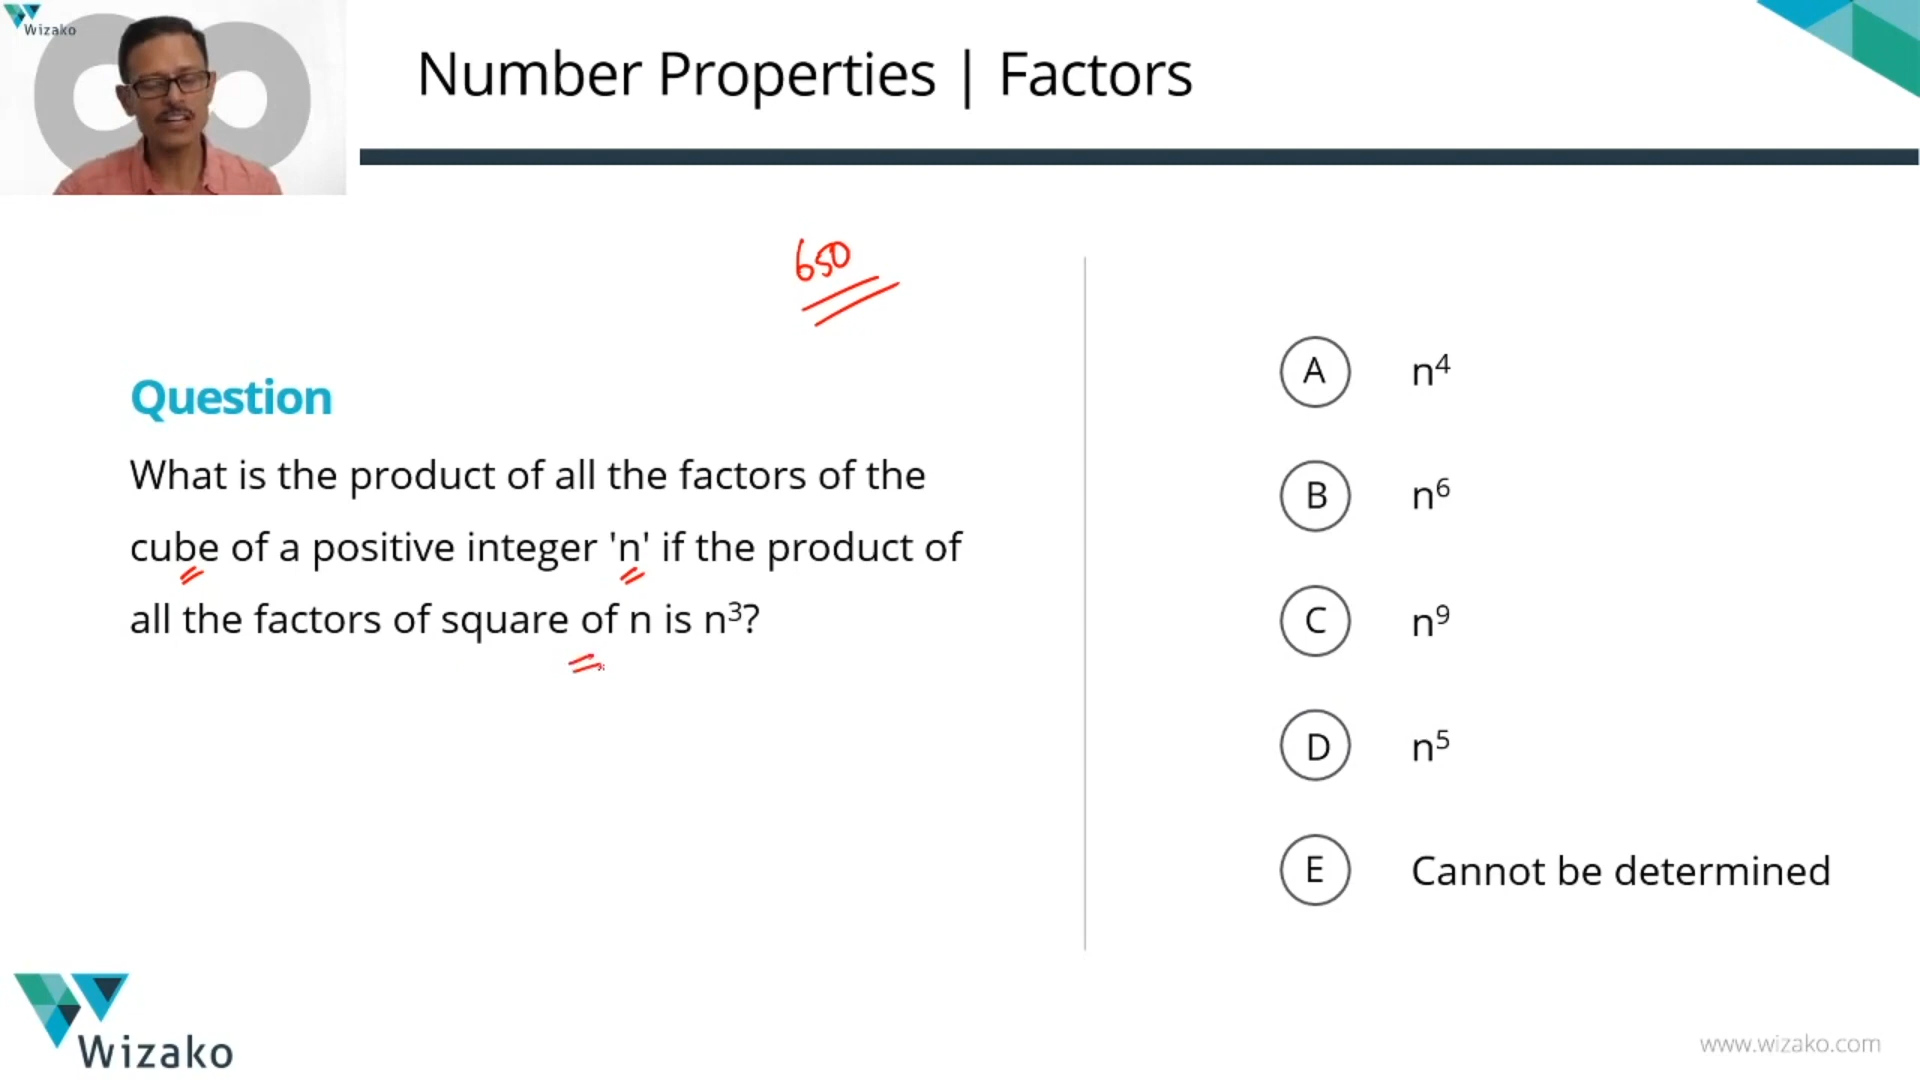 Wizako
Number Properties | Factors
650
Question
What is the product of all the factors of the
cube of a positive integer 'n' if the product of
all the factors of square of n is n³?
A n⁴
B n⁶
C n⁹
D n⁵
E Cannot be determined
Wizako
www.wizako.com